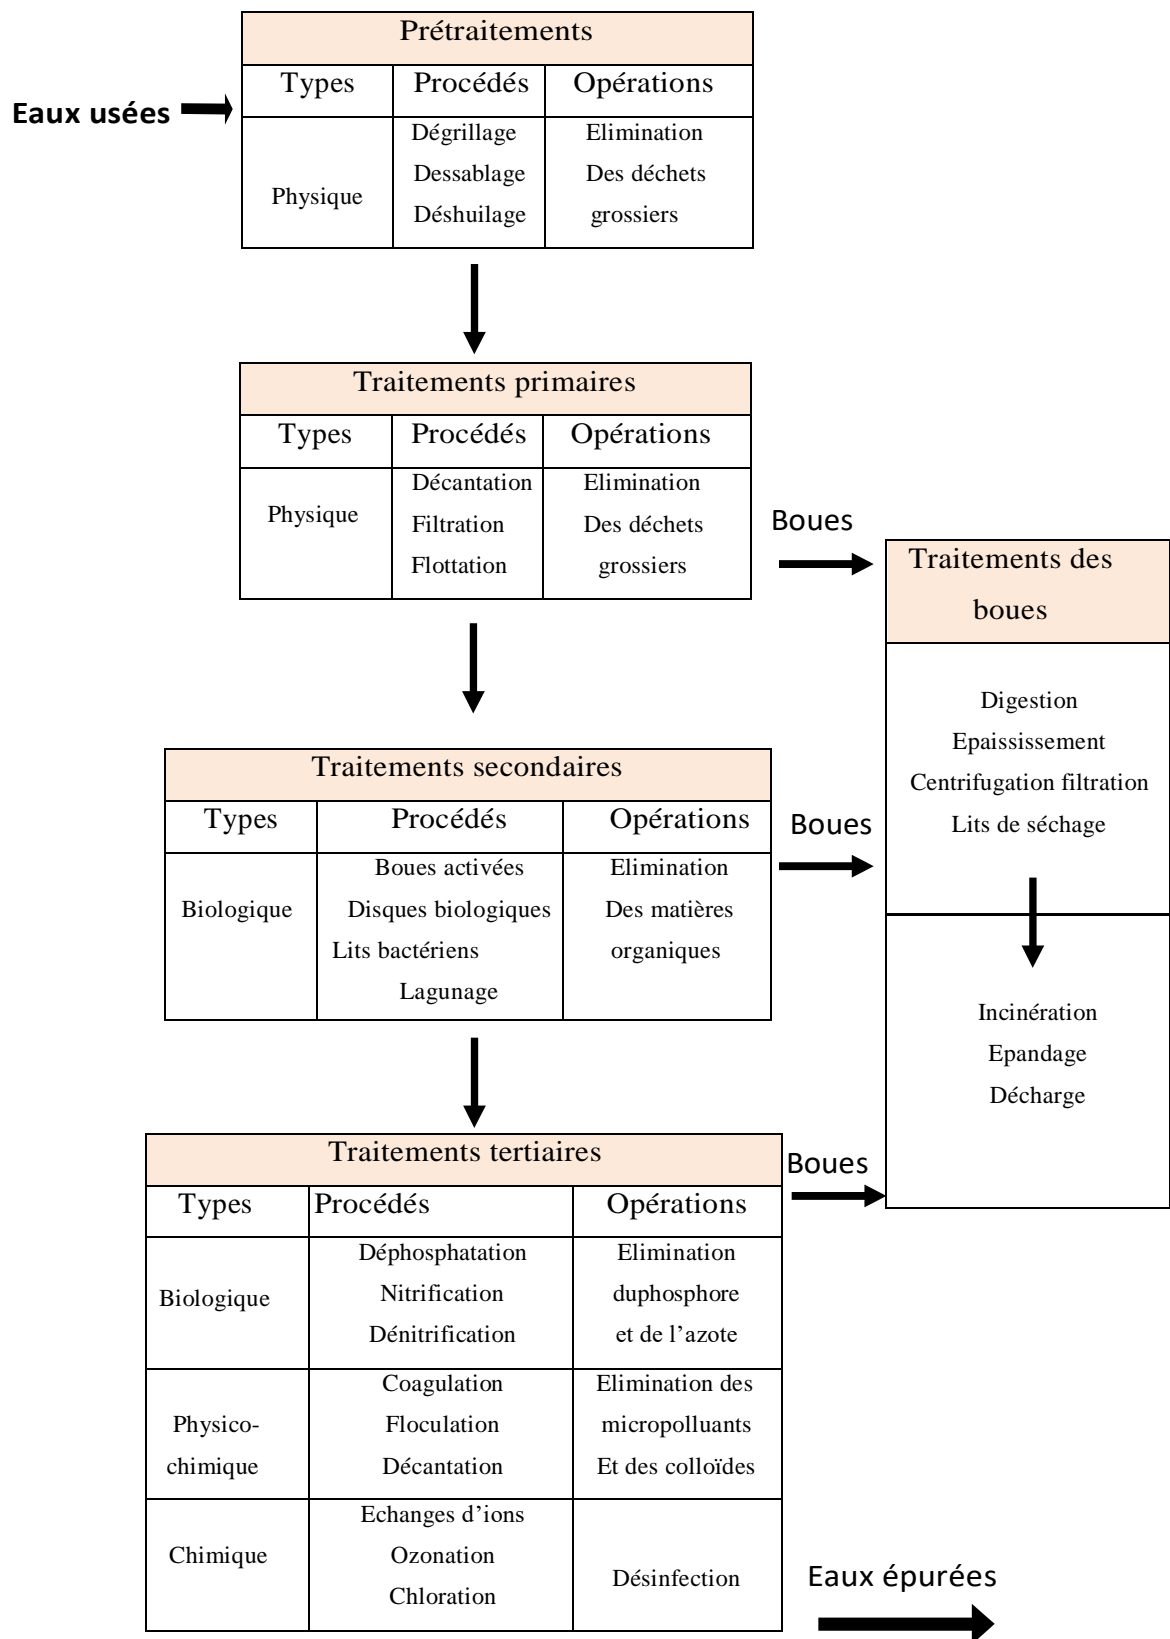 Prétraitements
Types Procédés Opérations
Eaux usées
Physique
Dégrillage
Dessablage
Déshuilage
Elimination
Des déchets
grossiers
Traitements primaires
Types Procédés Opérations
Physique
Décantation
Filtration
Flottation
Elimination
Des déchets
grossiers
Boues
Traitements des
boues
Digestion
Epaississement
Centrifugation filtration
Lits de séchage
Incinération
Epandage
Décharge
Traitements secondaires
Types Procédés Opérations
Biologique
Boues activées
Disques biologiques
Lits bactériens
Lagunage
Elimination
Des matières
organiques
Boues
Traitements tertiaires
Types Procédés Opérations
Boues
Biologique
Déphosphatation
Nitrification
Dénitrification
Elimination
duphosphore
et de l’azote
Physico-
chimique
Coagulation
Floculation
Décantation
Elimination des
micropolluants
Et des colloïdes
Chimique
Echanges d’ions
Ozonation
Chloration
Désinfection
Eaux épurées